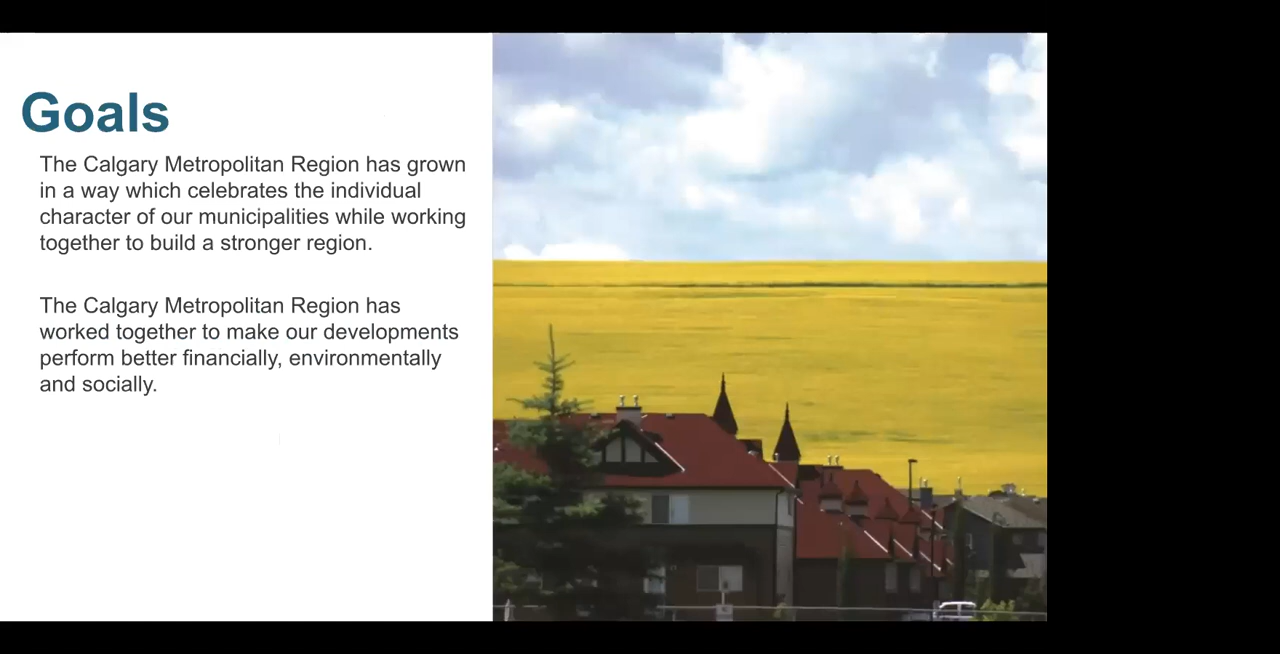 Goals
The Calgary Metropolitan Region has grown
in a way which celebrates the individual
character of our municipalities while working
together to build a stronger region.
The Calgary Metropolitan Region has
worked together to make our developments
perform better financially, environmentally
and socially.